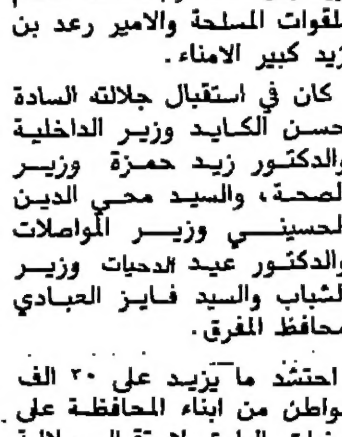 للقوات المسلحة والامير رعد بن
زيد كبير الامناء.
كان في استقبال جلالته السادة
حسن الكايد وزير الداخلية
والدكتور زيد حمزة وزير
الصحة، والسيد محي الدين
الحسيني وزير المواصلات
والدكتور عيد الدحيات وزير
الشباب والسيد فايز العبادي
محافظ المفرق.
احتشد ما يزيد على ٣٠ الف
مواطن من ابناء المحافظة على